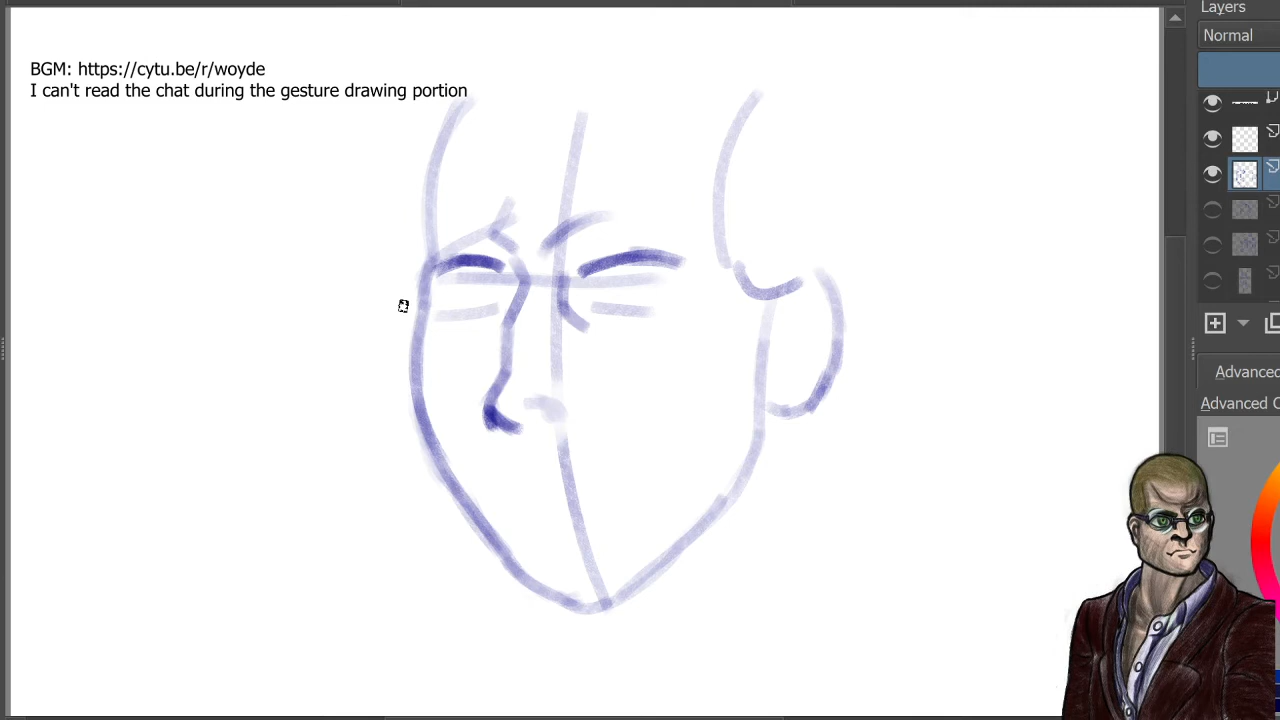 Layers
Normal
BGM: https://cytu.be/r/woyde
I can't read the chat during the gesture drawing portion
Advanced
Advanced C